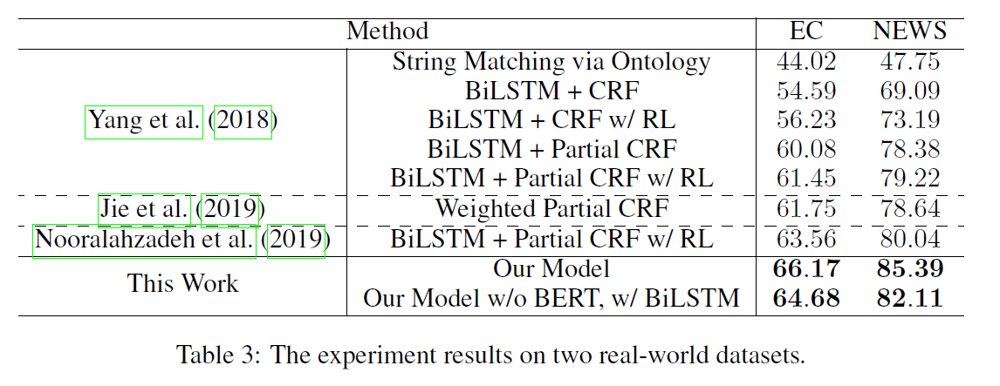 Method EC NEWS
String Matching via Ontology 44.02 47.75
BiLSTM + CRF 54.59 69.09
Yang et al. (2018) BiLSTM + CRF w/ RL 56.23 73.19
BiLSTM + Partial CRF 60.08 78.38
BiLSTM + Partial CRF w/ RL 61.45 79.22
Jie et al. (2019) Weighted Partial CRF 61.75 78.64
Nooralahzadeh et al. (2019) BiLSTM + Partial CRF w/ RL 63.56 80.04
This Work Our Model 66.17 85.39
Our Model w/o BERT, w/ BiLSTM 64.68 82.11
Table 3: The experiment results on two real-world datasets.